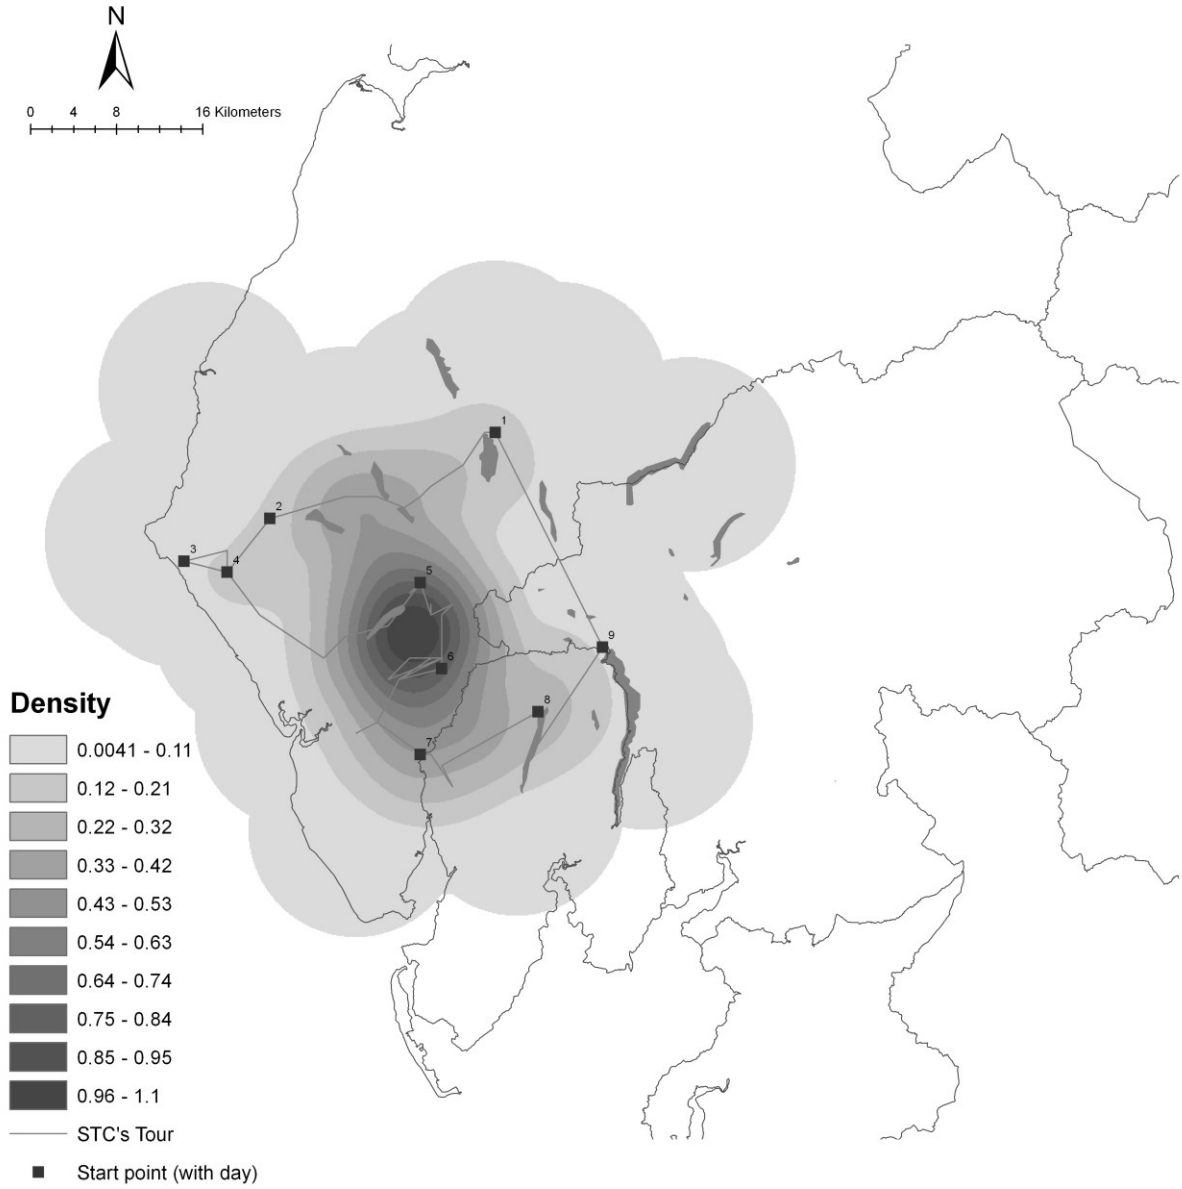 N
0 4 8 16 Kilometers
1
2
3
4
5
6
7
8
9
Density
0.0041 - 0.11
0.12 - 0.21
0.22 - 0.32
0.33 - 0.42
0.43 - 0.53
0.54 - 0.63
0.64 - 0.74
0.75 - 0.84
0.85 - 0.95
0.96 - 1.1
STC's Tour
Start point (with day)